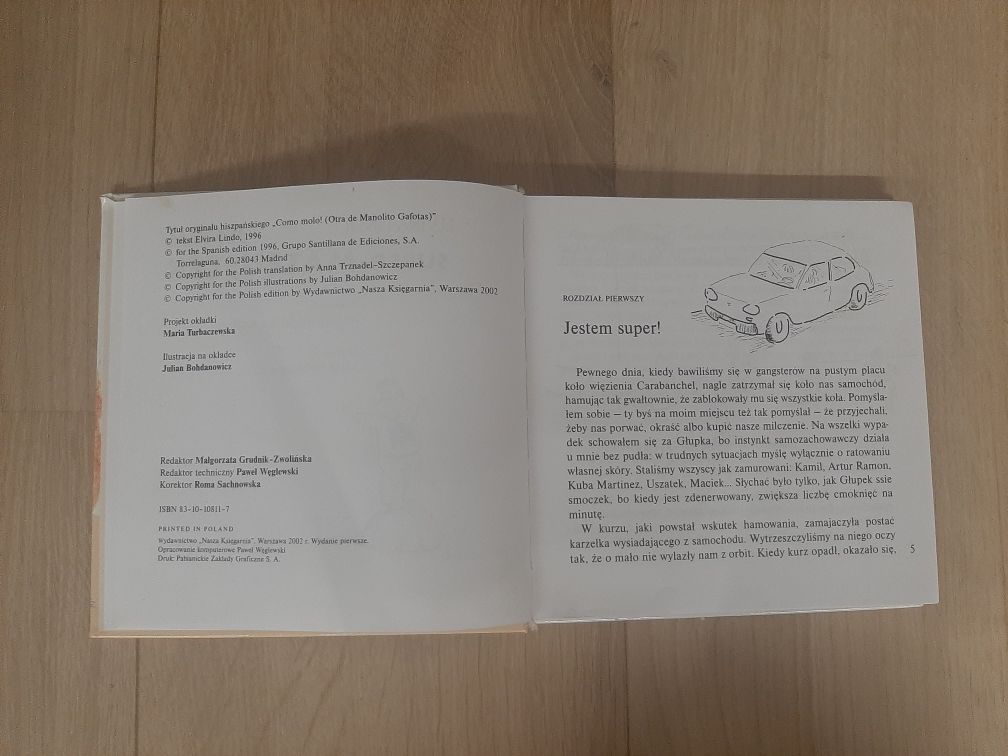 Tytuł oryginału hiszpańskiego „Como molo! (Otra de Manolito Gafotas)”
© tekst Elvira Lindo, 1996
© for the Spanish edition 1996, Grupo Santillana de Ediciones, S.A.
Torrelaguna, 60.28043 Madrid
© Copyright for the Polish translation by Anna Trznadel-Szczepanek
© Copyright for the Polish illustrations by Julian Bohdanowicz
© Copyright for the Polish edition by Wydawnictwo „Nasza Księgarnia”, Warszawa 2002
Projekt okładki
Maria Turbaczewska
Ilustracja na okładce
Julian Bohdanowicz
Redaktor Małgorzata Grudnik-Zwolińska
Redaktor techniczny Paweł Węglewski
Korektor Roma Sachnowska
ISBN 83-10-10811-7
PRINTED IN POLAND
Wydawnictwo „Nasza Księgarnia”, Warszawa 2002 r. Wydanie pierwsze.
Opracowanie komputerowe Paweł Węglewski
Druk: Pabianickie Zakłady Graficzne S. A.
ROZDZIAŁ PIERWSZY
Jestem super!
Pewnego dnia, kiedy bawiliśmy się w gangsterów na pustym placu
koło więzienia Carabanchel, nagle zatrzymał się koło nas samochód,
hamując tak gwałtownie, że zablokowały mu się wszystkie koła. Pomyśla-
łem sobie – ty byś na moim miejscu też tak pomyślał – że przyjechali,
żeby nas porwać, okraść albo kupić nasze milczenie. Na wszelki wypa-
dek schowałem się za Głupka, bo instynkt samozachowawczy działa
u mnie bez pudła: w trudnych sytuacjach myślę wyłącznie o ratowaniu
własnej skóry. Staliśmy wszyscy jak zamurowani: Kamil, Artur Ramon,
Kuba Martinez, Uszatek, Maciek... Słychać było tylko, jak Głupek ssie
smoczek, bo kiedy jest zdenerwowany, zwiększa liczbę cmoknięć na
minutę.
W kurzu, jaki powstał wskutek hamowania, zamajaczyła postać
karzełka wysiadającego z samochodu. Wytrzeszczyliśmy na niego oczy
tak, że o mało nie wylazły nam z orbit. Kiedy kurz opadł, okazało się,
5